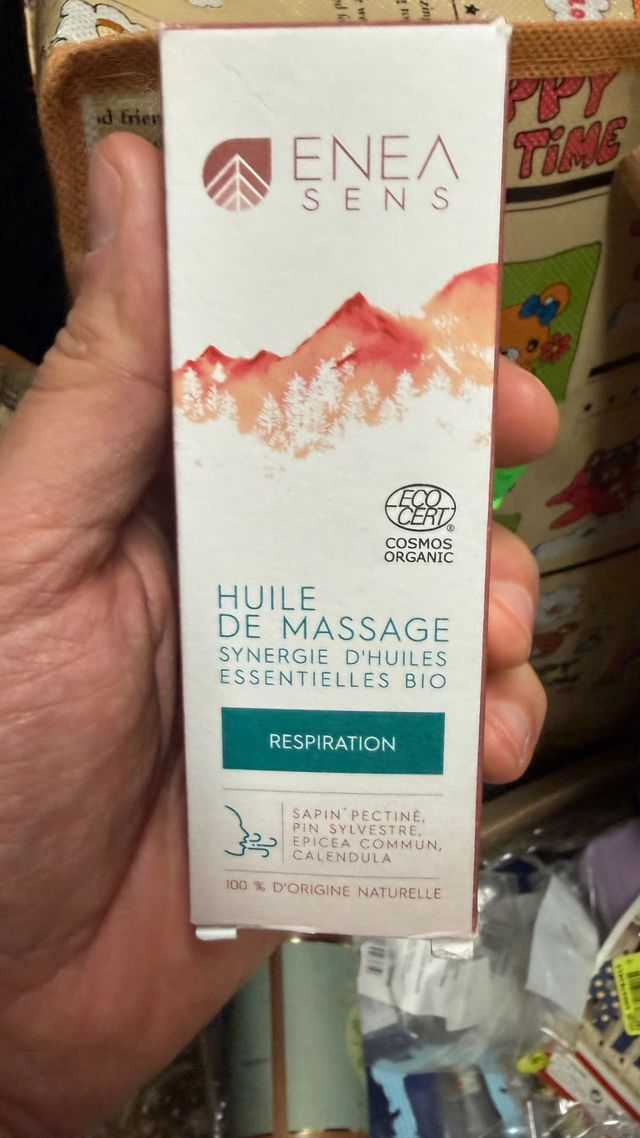 PPY
TIME
ENEA
SENS
ECO
CERT®
COSMOS
ORGANIC
HUILE
DE MASSAGE
SYNERGIE D'HUILES
ESSENTIELLES BIO
RESPIRATION
SAPIN* PECTINÉ,
PIN SYLVESTRE,
EPICEA COMMUN,
CALENDULA
100 % D'ORIGINE NATURELLE